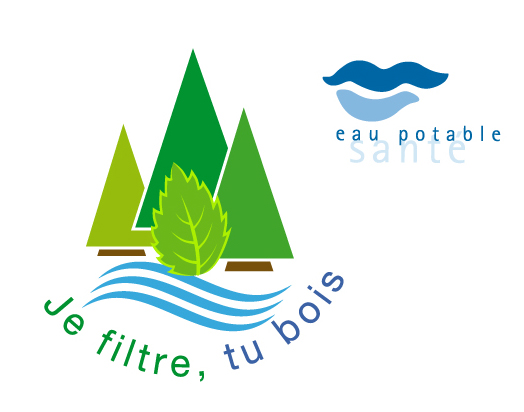 eau potable
santé
Je filtre, tu bois